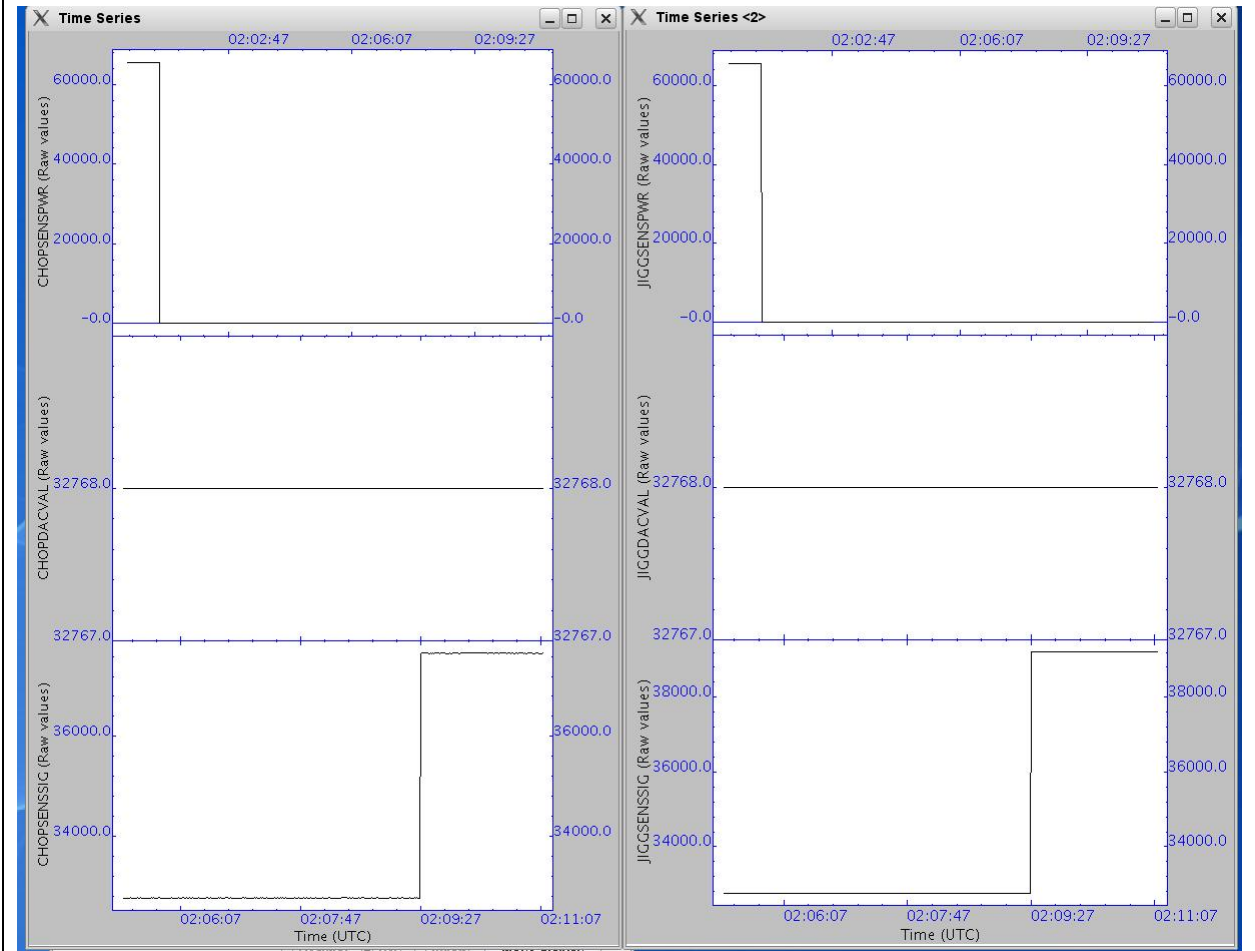 Time Series
02:02:47 02:06:07 02:09:27
CHOPSENSPWR (Raw values)
60000.0 60000.0
40000.0 40000.0
20000.0 20000.0
-0.0 -0.0
CHOPDACVAL (Raw values)
32768.0 32768.0
32767.0 32767.0
CHOPSENSSIG (Raw values)
36000.0 36000.0
34000.0 34000.0
02:06:07 02:07:47 02:09:27 02:11:07
Time (UTC)
Time Series <2>
02:02:47 02:06:07 02:09:27
JIGGSENSPWR (Raw values)
60000.0 60000.0
40000.0 40000.0
20000.0 20000.0
-0.0 -0.0
JIGGDACVAL (Raw values)
32768.0 32768.0
32767.0 32767.0
JIGGSENSSIG (Raw values)
38000.0 38000.0
36000.0 36000.0
34000.0 34000.0
02:06:07 02:07:47 02:09:27 02:11:07
Time (UTC)